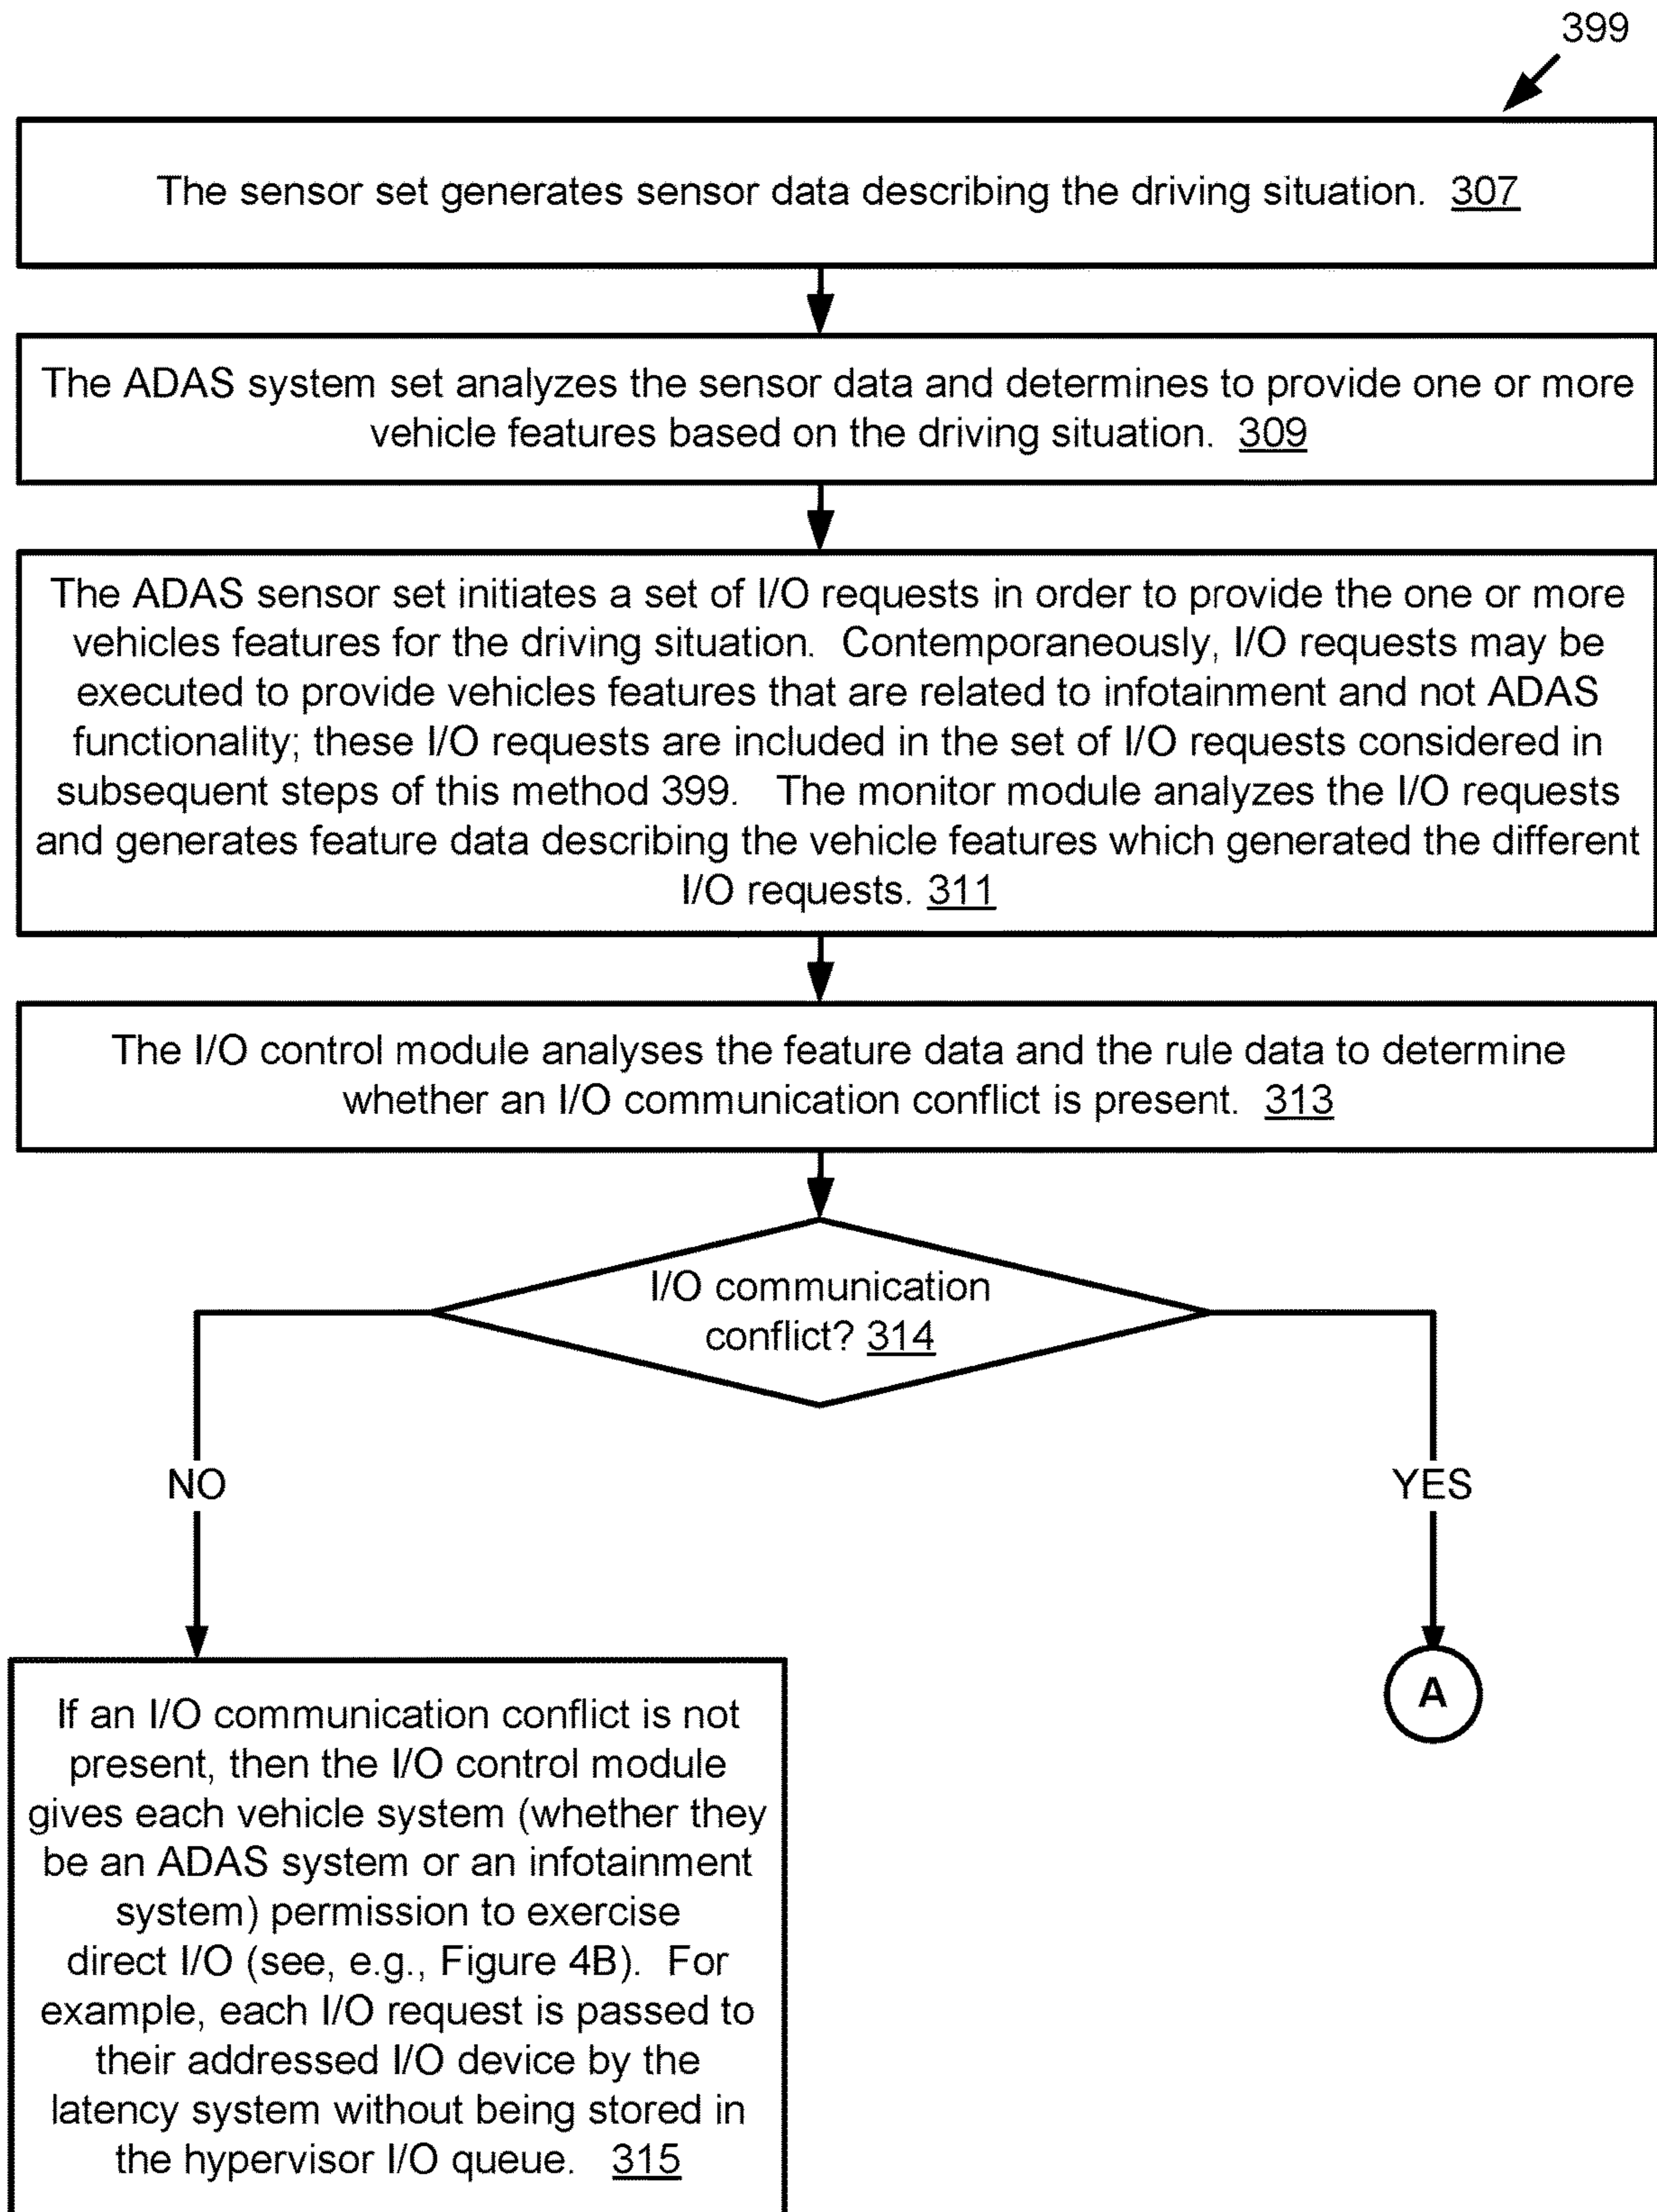 399
The sensor set generates sensor data describing the driving situation. 307
The ADAS system set analyzes the sensor data and determines to provide one or more
vehicle features based on the driving situation. 309
The ADAS sensor set initiates a set of I/O requests in order to provide the one or more
vehicles features for the driving situation. Contemporaneously, I/O requests may be
executed to provide vehicles features that are related to infotainment and not ADAS
functionality; these I/O requests are included in the set of I/O requests considered in
subsequent steps of this method 399. The monitor module analyzes the I/O requests
and generates feature data describing the vehicle features which generated the different
I/O requests. 311
The I/O control module analyses the feature data and the rule data to determine
whether an I/O communication conflict is present. 313
I/O communication
conflict? 314
NO
YES
A
If an I/O communication conflict is not
present, then the I/O control module
gives each vehicle system (whether they
be an ADAS system or an infotainment
system) permission to exercise
direct I/O (see, e.g., Figure 4B). For
example, each I/O request is passed to
their addressed I/O device by the
latency system without being stored in
the hypervisor I/O queue. 315